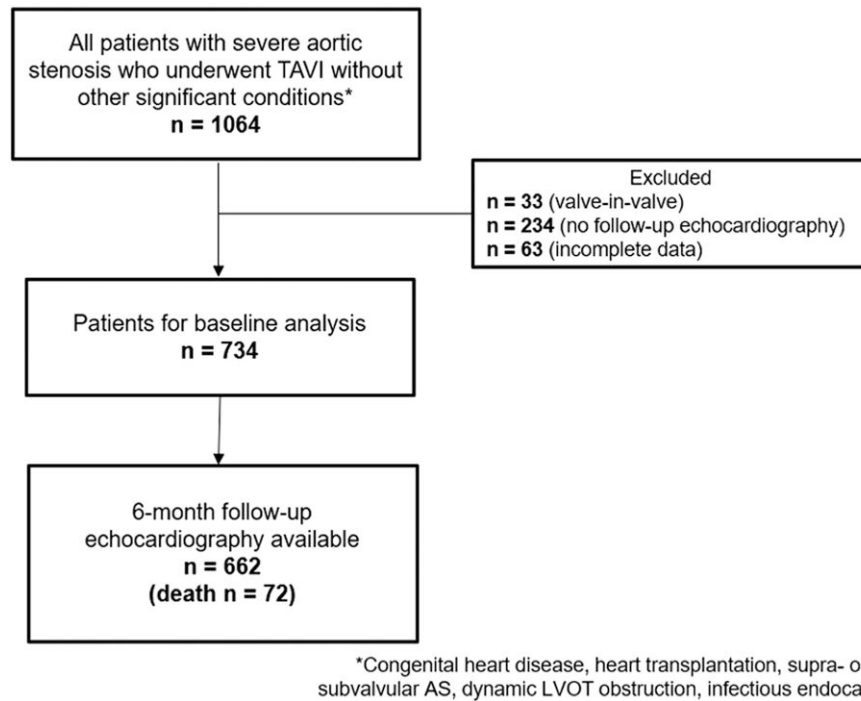 All patients with severe aortic
stenosis who underwent TAVI without
other significant conditions*
n = 1064
Excluded
n = 33 (valve-in-valve)
n = 234 (no follow-up echocardiography)
n = 63 (incomplete data)
Patients for baseline analysis
n = 734
6-month follow-up
echocardiography available
n = 662
(death n = 72)
*Congenital heart disease, heart transplantation, supra-
subvalvular AS, dynamic LVOT obstruction, infectious